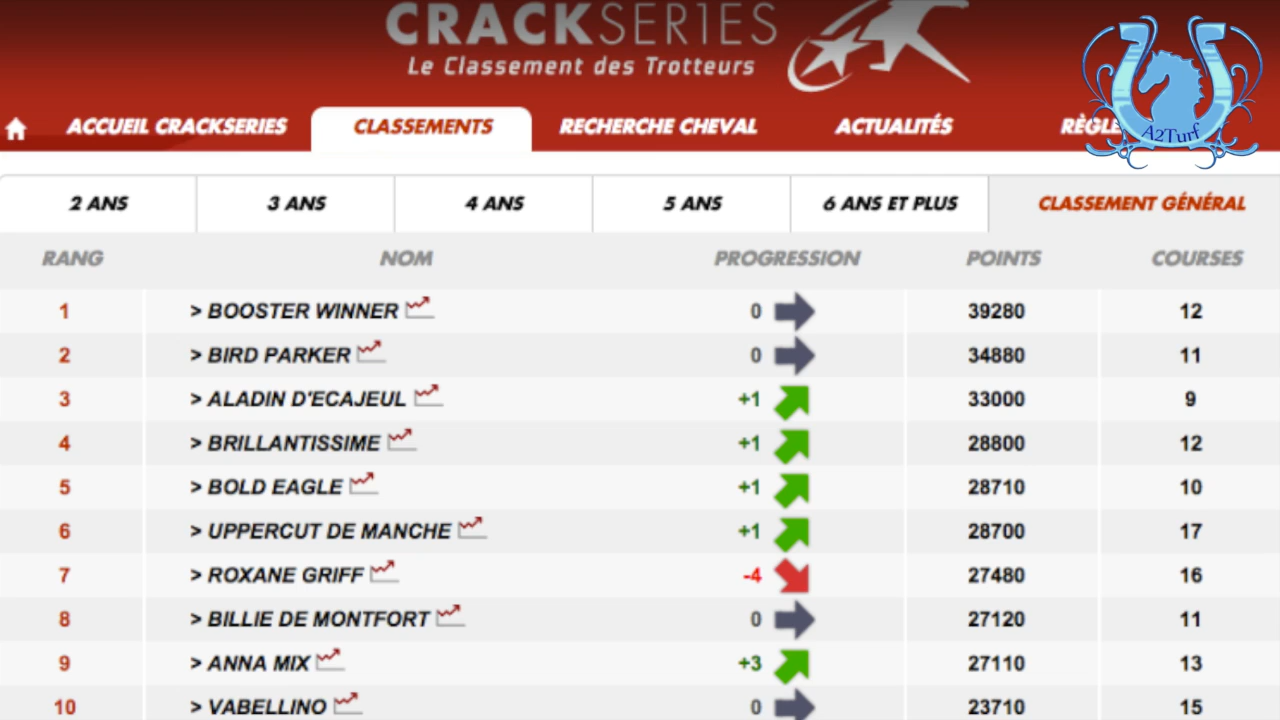 CRACKSERIES
Le Classement des Trotteurs
A2Turf
ACCUEIL CRACKSERIES CLASSEMENTS RECHERCHE CHEVAL ACTUALITÉS
2 ANS 3 ANS 4 ANS 5 ANS 6 ANS ET PLUS CLASSEMENT GÉNÉRAL
RANG NOM PROGRESSION POINTS COURSES
1 > BOOSTER WINNER 0 39280 12
2 > BIRD PARKER 0 34880 11
3 > ALADIN D'ECAJEUL +1 33000 9
4 > BRILLANTISSIME +1 28800 12
5 > BOLD EAGLE +1 28710 10
6 > UPPERCUT DE MANCHE +1 28700 17
7 > ROXANE GRIFF -4 27480 16
8 > BILLIE DE MONTFORT 0 27120 11
9 > ANNA MIX +3 27110 13
10 > VABELLINO 0 23710 15